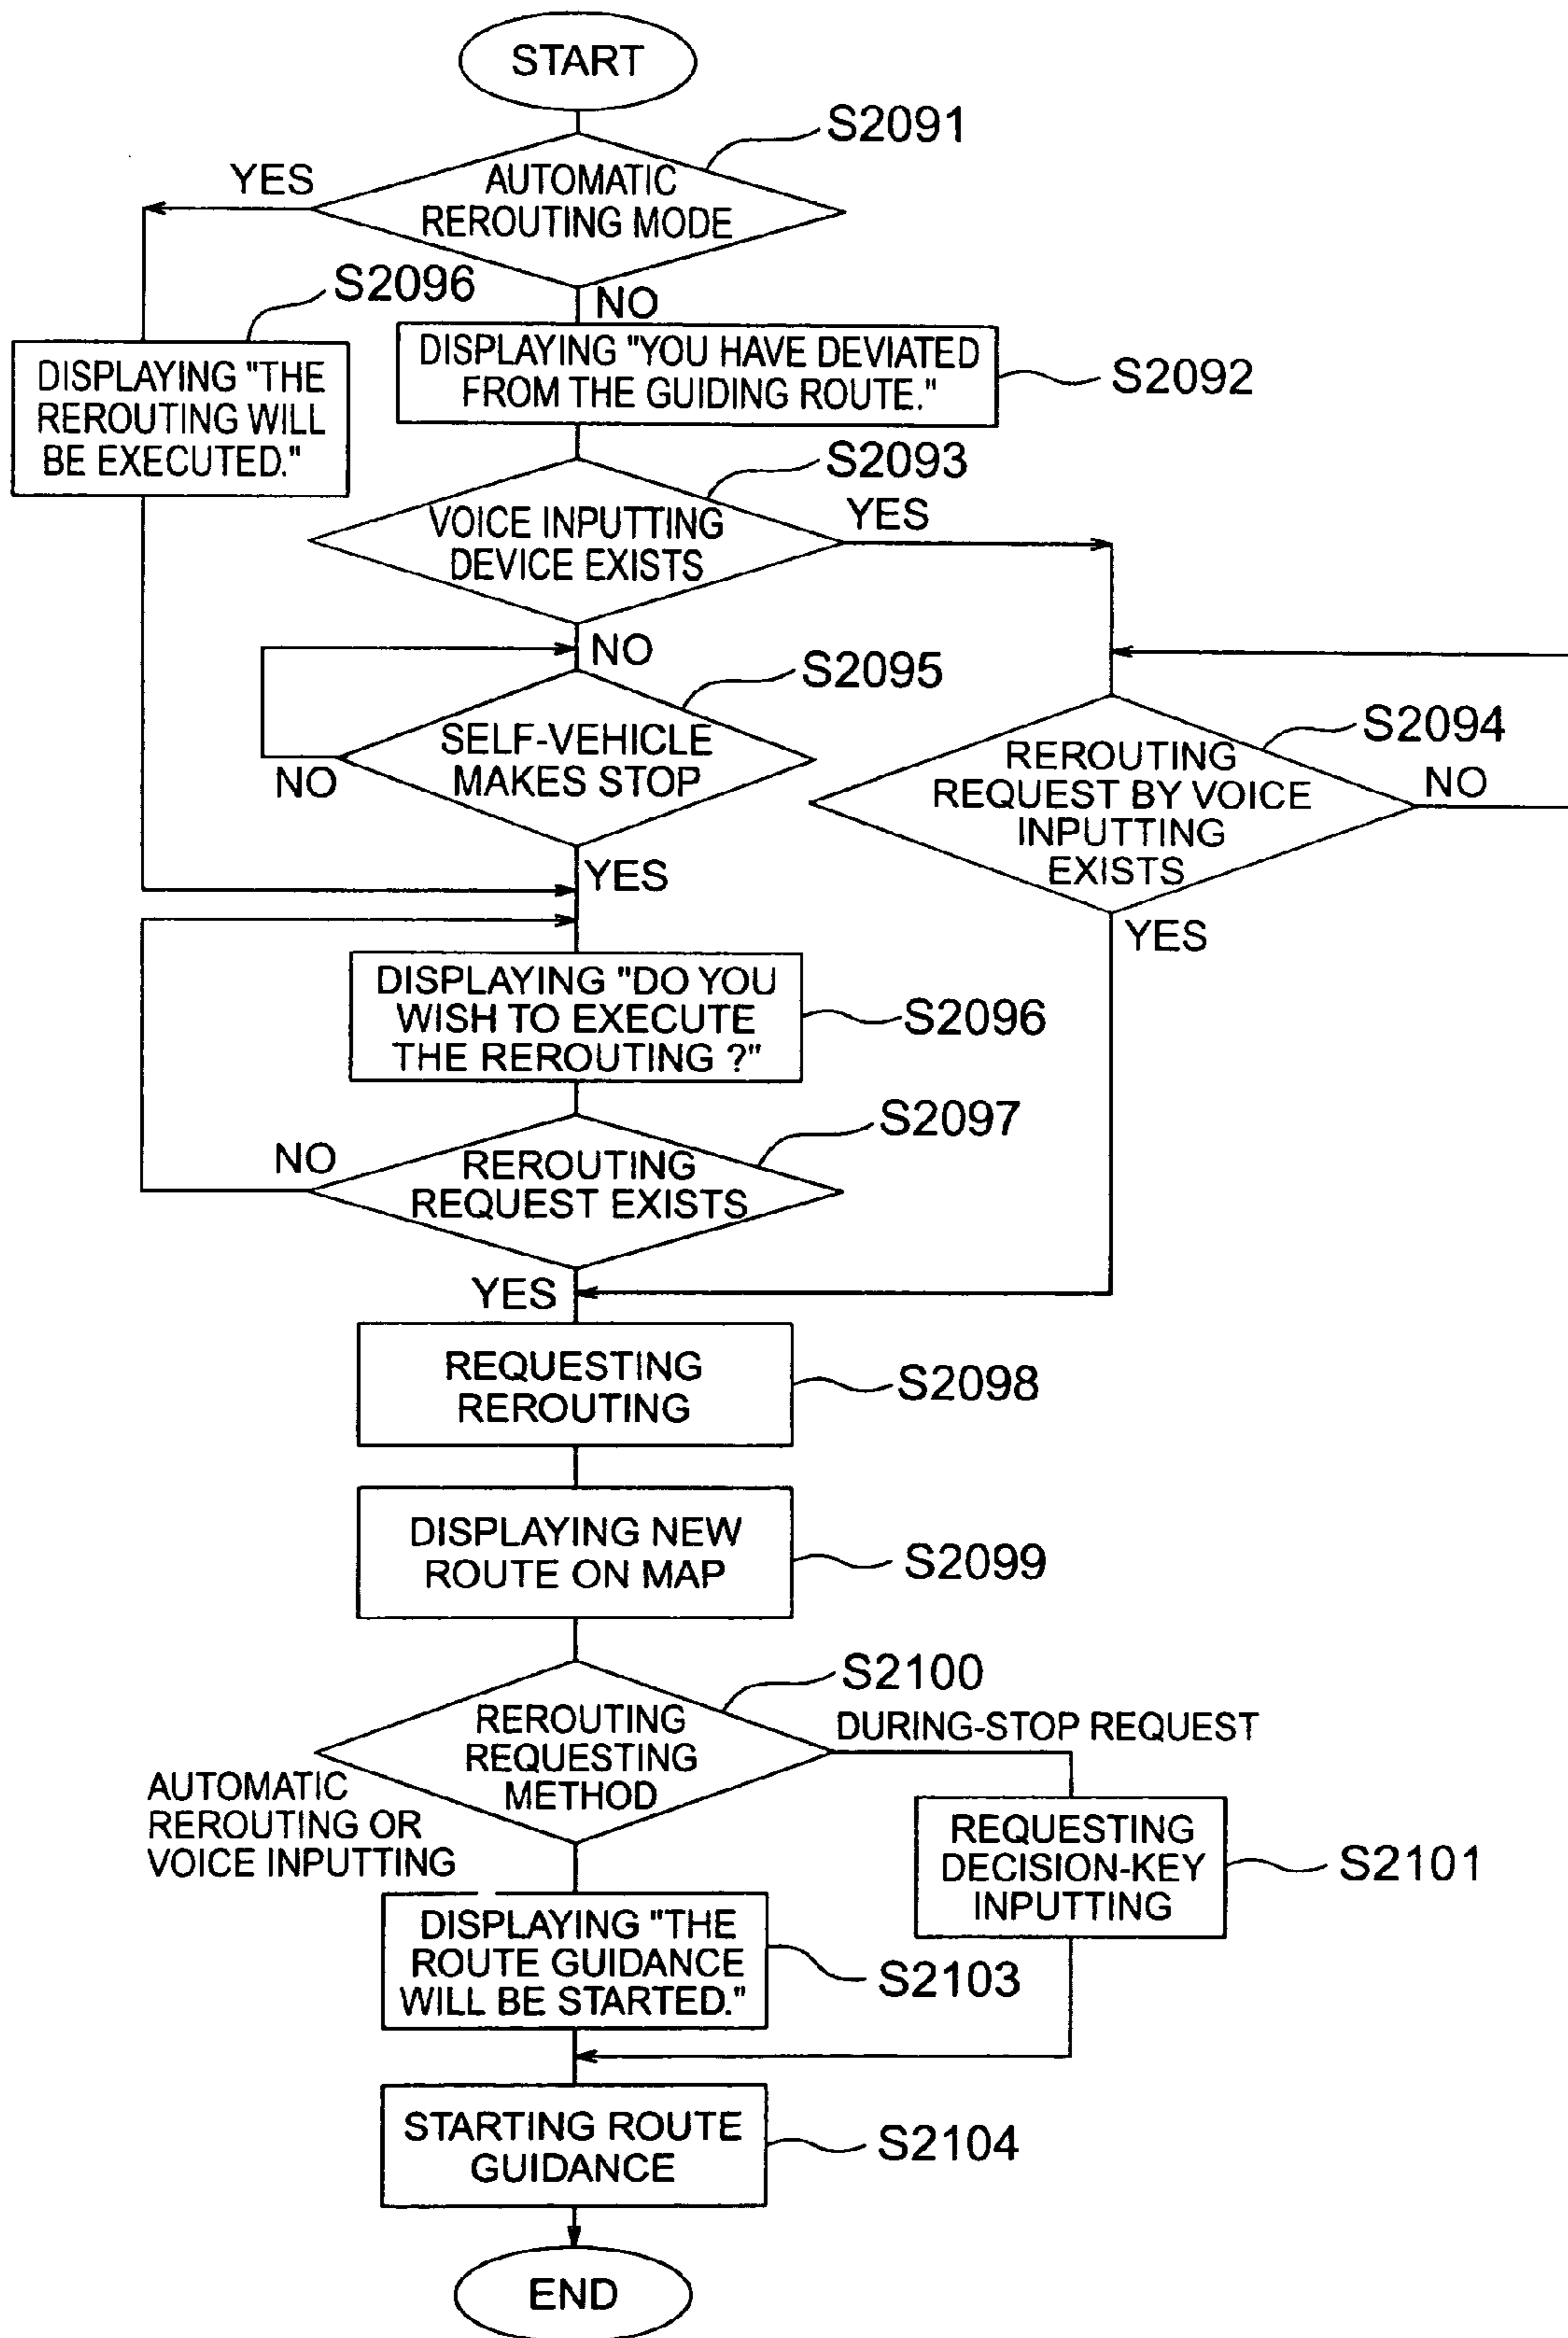 START
S2091
YES
AUTOMATIC
REROUTING MODE
S2096
NO
DISPLAYING "THE
REROUTING WILL
BE EXECUTED."
DISPLAYING "YOU HAVE DEVIATED
FROM THE GUIDING ROUTE."
S2092
S2093
VOICE INPUTTING
DEVICE EXISTS
YES
NO
S2095
SELF-VEHICLE
MAKES STOP
NO
S2094
REROUTING
REQUEST BY VOICE
INPUTTING
EXISTS
NO
YES
YES
DISPLAYING "DO YOU
WISH TO EXECUTE
THE REROUTING ?"
S2096
S2097
NO
REROUTING
REQUEST EXISTS
YES
REQUESTING
REROUTING
S2098
DISPLAYING NEW
ROUTE ON MAP
S2099
S2100
REROUTING
REQUESTING
METHOD
DURING-STOP REQUEST
AUTOMATIC
REROUTING OR
VOICE INPUTTING
REQUESTING
DECISION-KEY
INPUTTING
S2101
DISPLAYING "THE
ROUTE GUIDANCE
WILL BE STARTED."
S2103
STARTING ROUTE
GUIDANCE
S2104
END